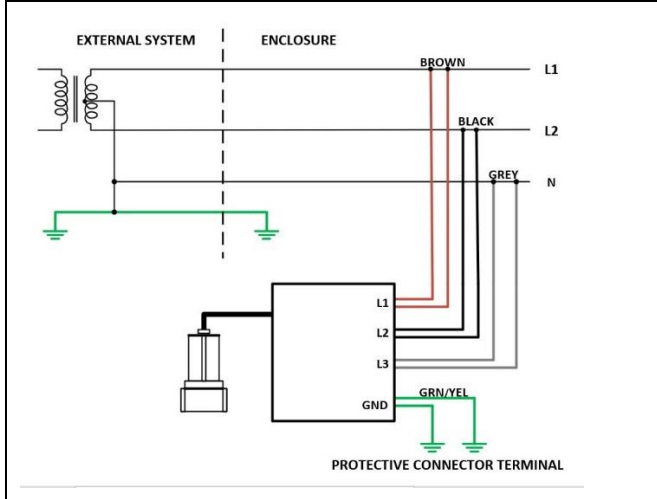 EXTERNAL SYSTEM
ENCLOSURE
BROWN
L1
BLACK
L2
GREY
N
L1
L2
L3
GRN/YEL
GND
PROTECTIVE CONNECTOR TERMINAL